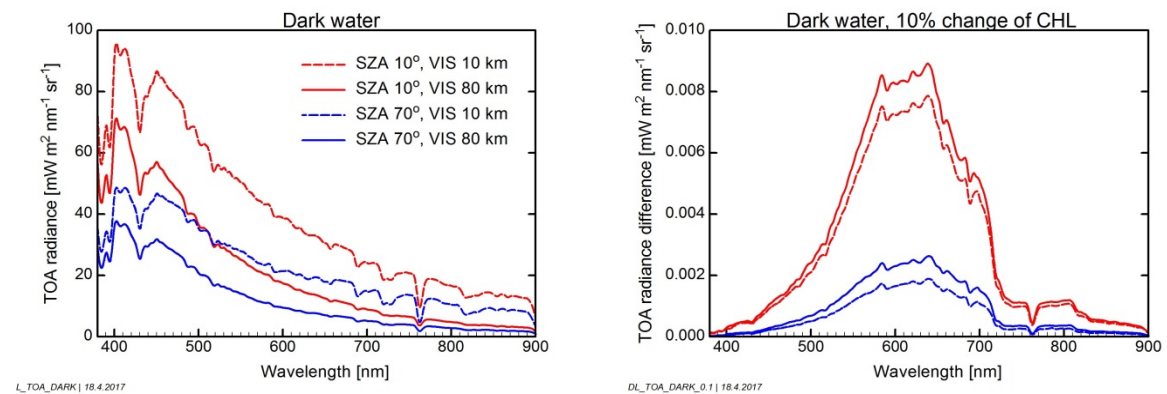 Dark water
100
80
60
40
20
0
TOA radiance [mW m² nm⁻¹ sr⁻¹]
SZA 10°, VIS 10 km
SZA 10°, VIS 80 km
SZA 70°, VIS 10 km
SZA 70°, VIS 80 km
400 500 600 700 800 900
Wavelength [nm]
L_TOA_DARK | 18.4.2017
Dark water, 10% change of CHL
0.010
0.008
0.006
0.004
0.002
0.000
TOA radiance difference [mW m² nm⁻¹ sr⁻¹]
400 500 600 700 800 900
Wavelength [nm]
DL_TOA_DARK_0.1 | 18.4.2017